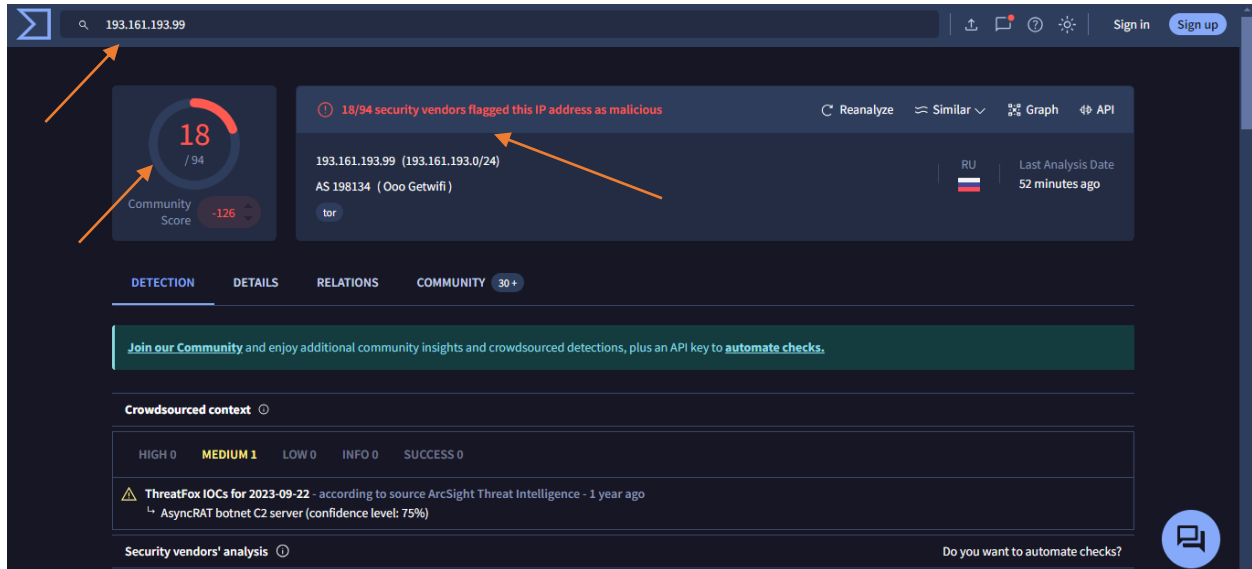 193.161.193.99
Sign in
Sign up
18
/ 94
Community
Score
-126
18/94 security vendors flagged this IP address as malicious
Reanalyze
Similar
Graph
API
193.161.193.99 (193.161.193.0/24)
AS 198134 ( Ooo Getwifi )
tor
RU
Last Analysis Date
52 minutes ago
DETECTION
DETAILS
RELATIONS
COMMUNITY
30+
Join our Community and enjoy additional community insights and crowdsourced detections, plus an API key to automate checks.
Crowdsourced context
HIGH 0
MEDIUM 1
LOW 0
INFO 0
SUCCESS 0
ThreatFox IOCs for 2023-09-22 - according to source ArcSight Threat Intelligence - 1 year ago
AsyncRAT botnet C2 server (confidence level: 75%)
Security vendors' analysis
Do you want to automate checks?